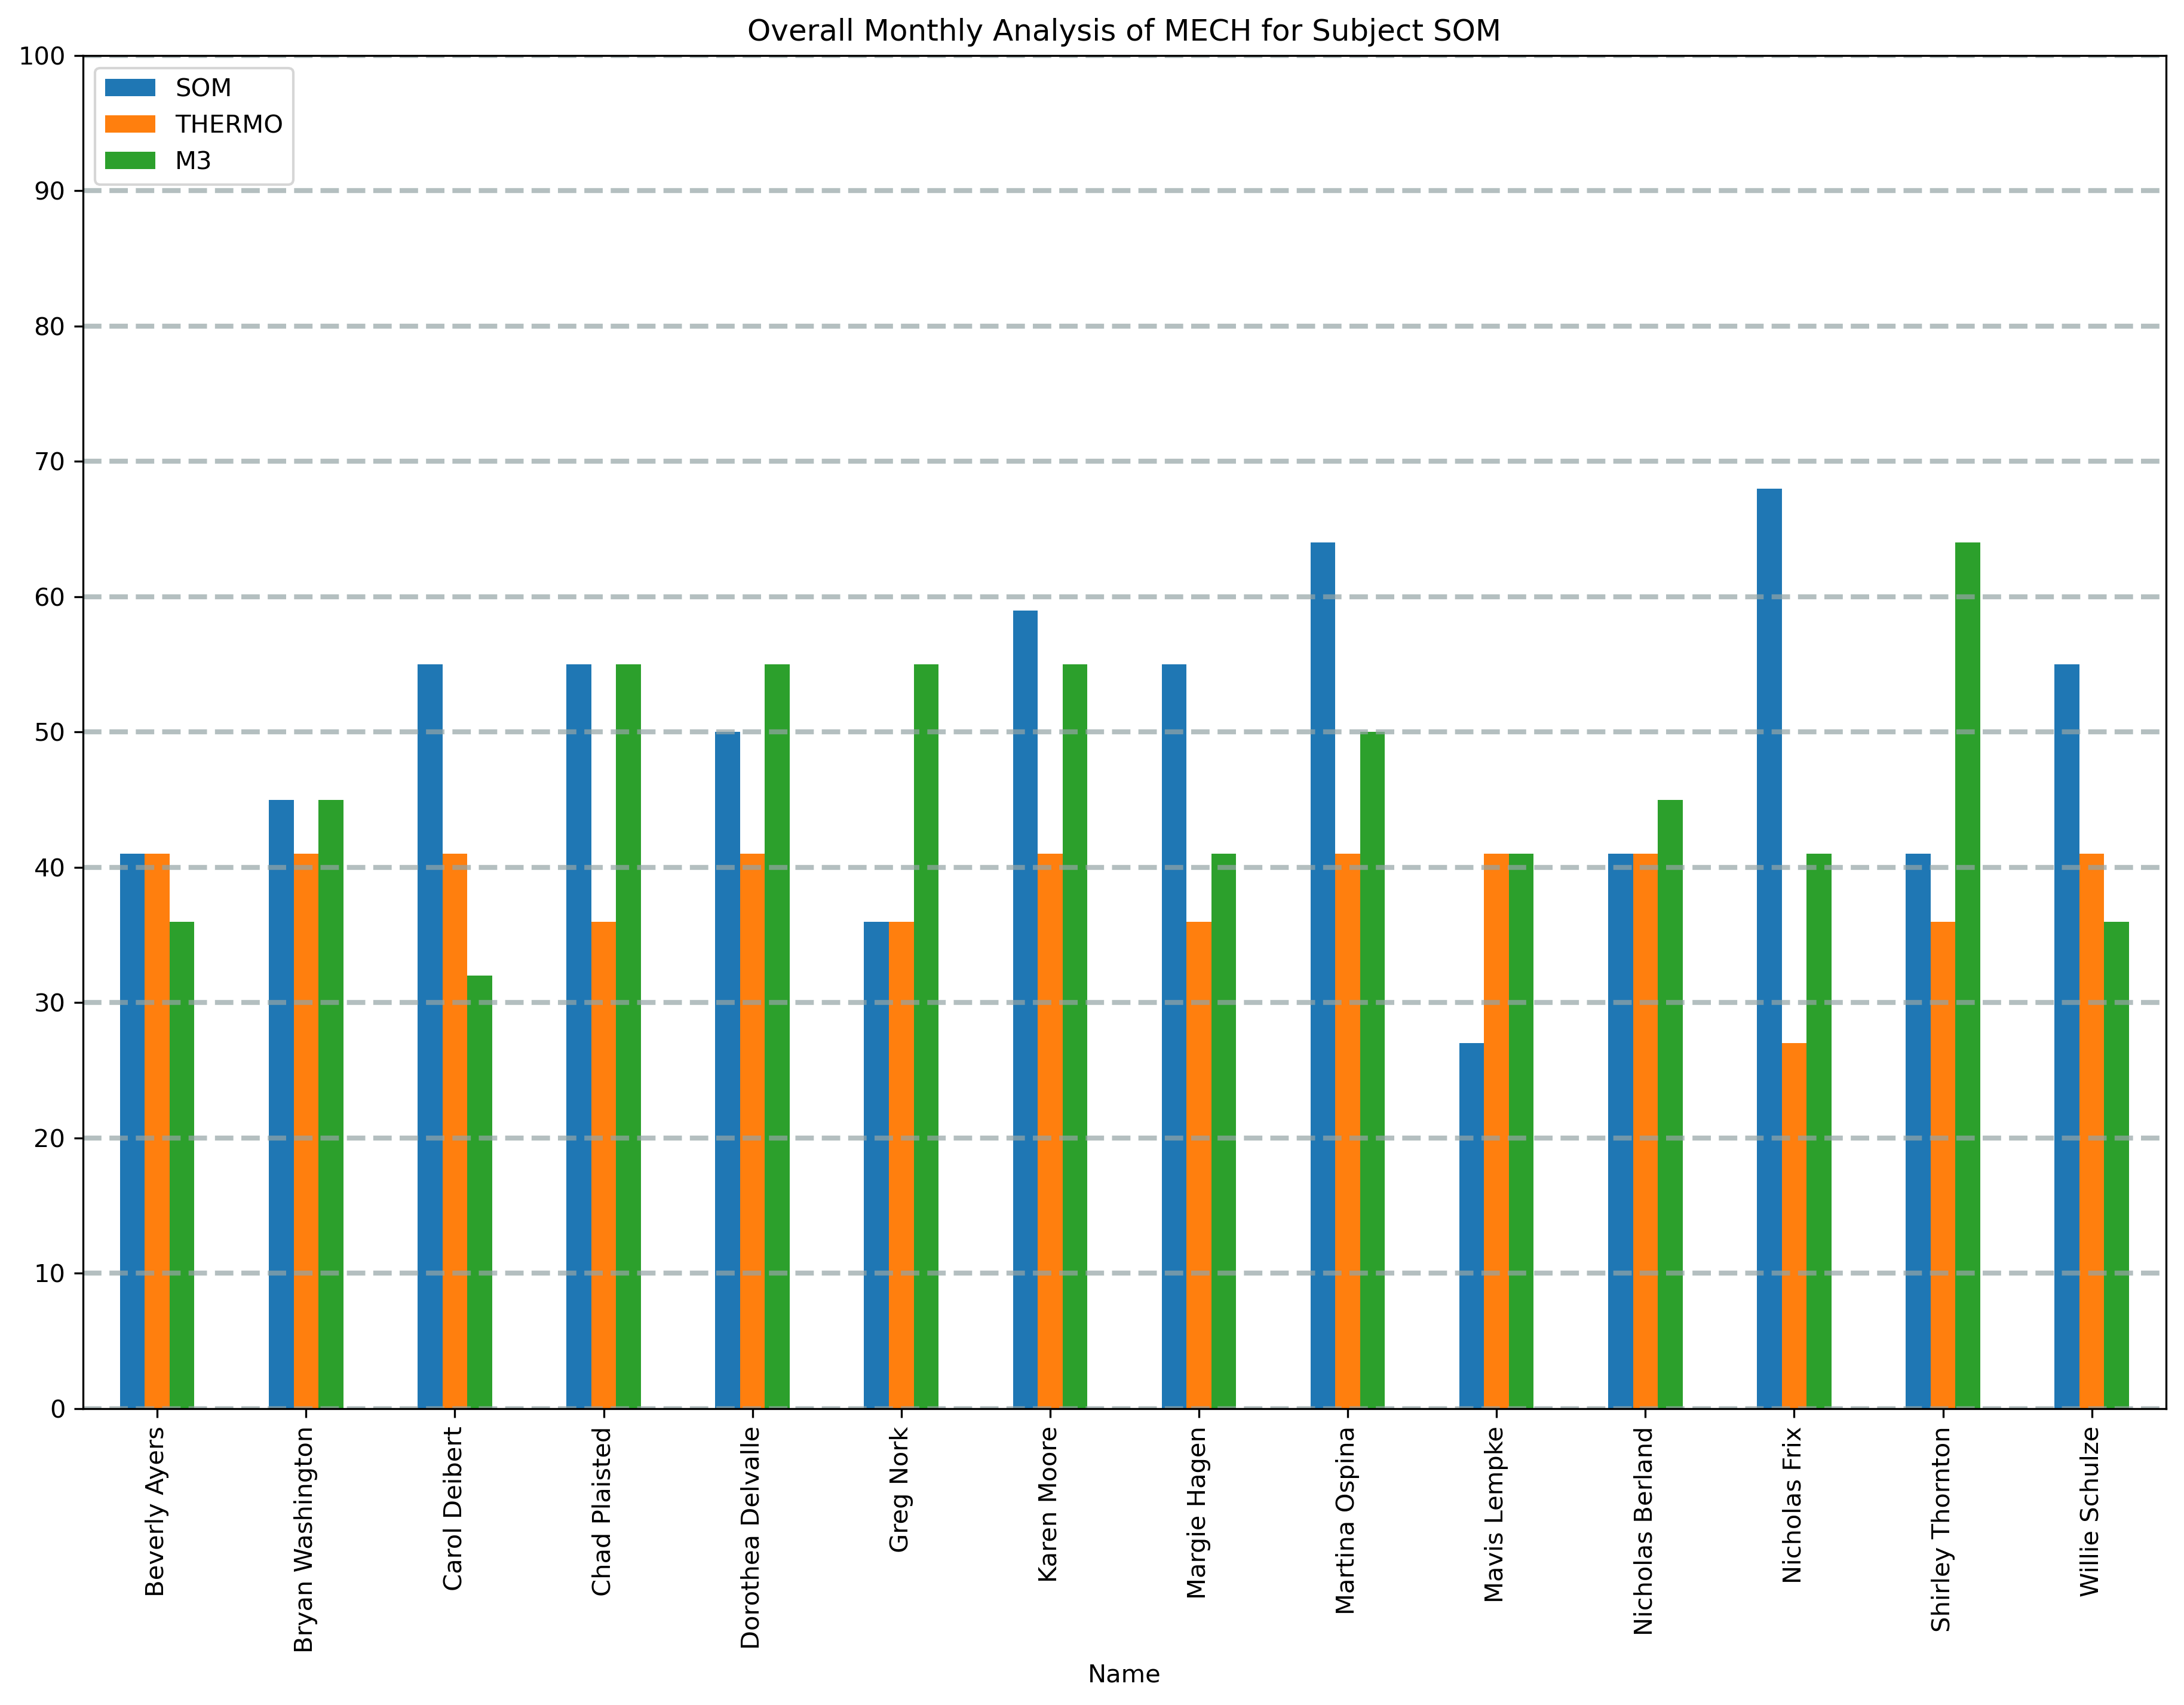 Overall Monthly Analysis of MECH for Subject SOM
SOM
THERMO
M3
100
90
80
70
60
50
40
30
20
10
0
Beverly Ayers
Bryan Washington
Carol Deibert
Chad Plaisted
Dorothea Delvalle
Greg Nork
Karen Moore
Margie Hagen
Martina Ospina
Mavis Lempke
Nicholas Berland
Nicholas Frix
Shirley Thornton
Willie Schulze
Name